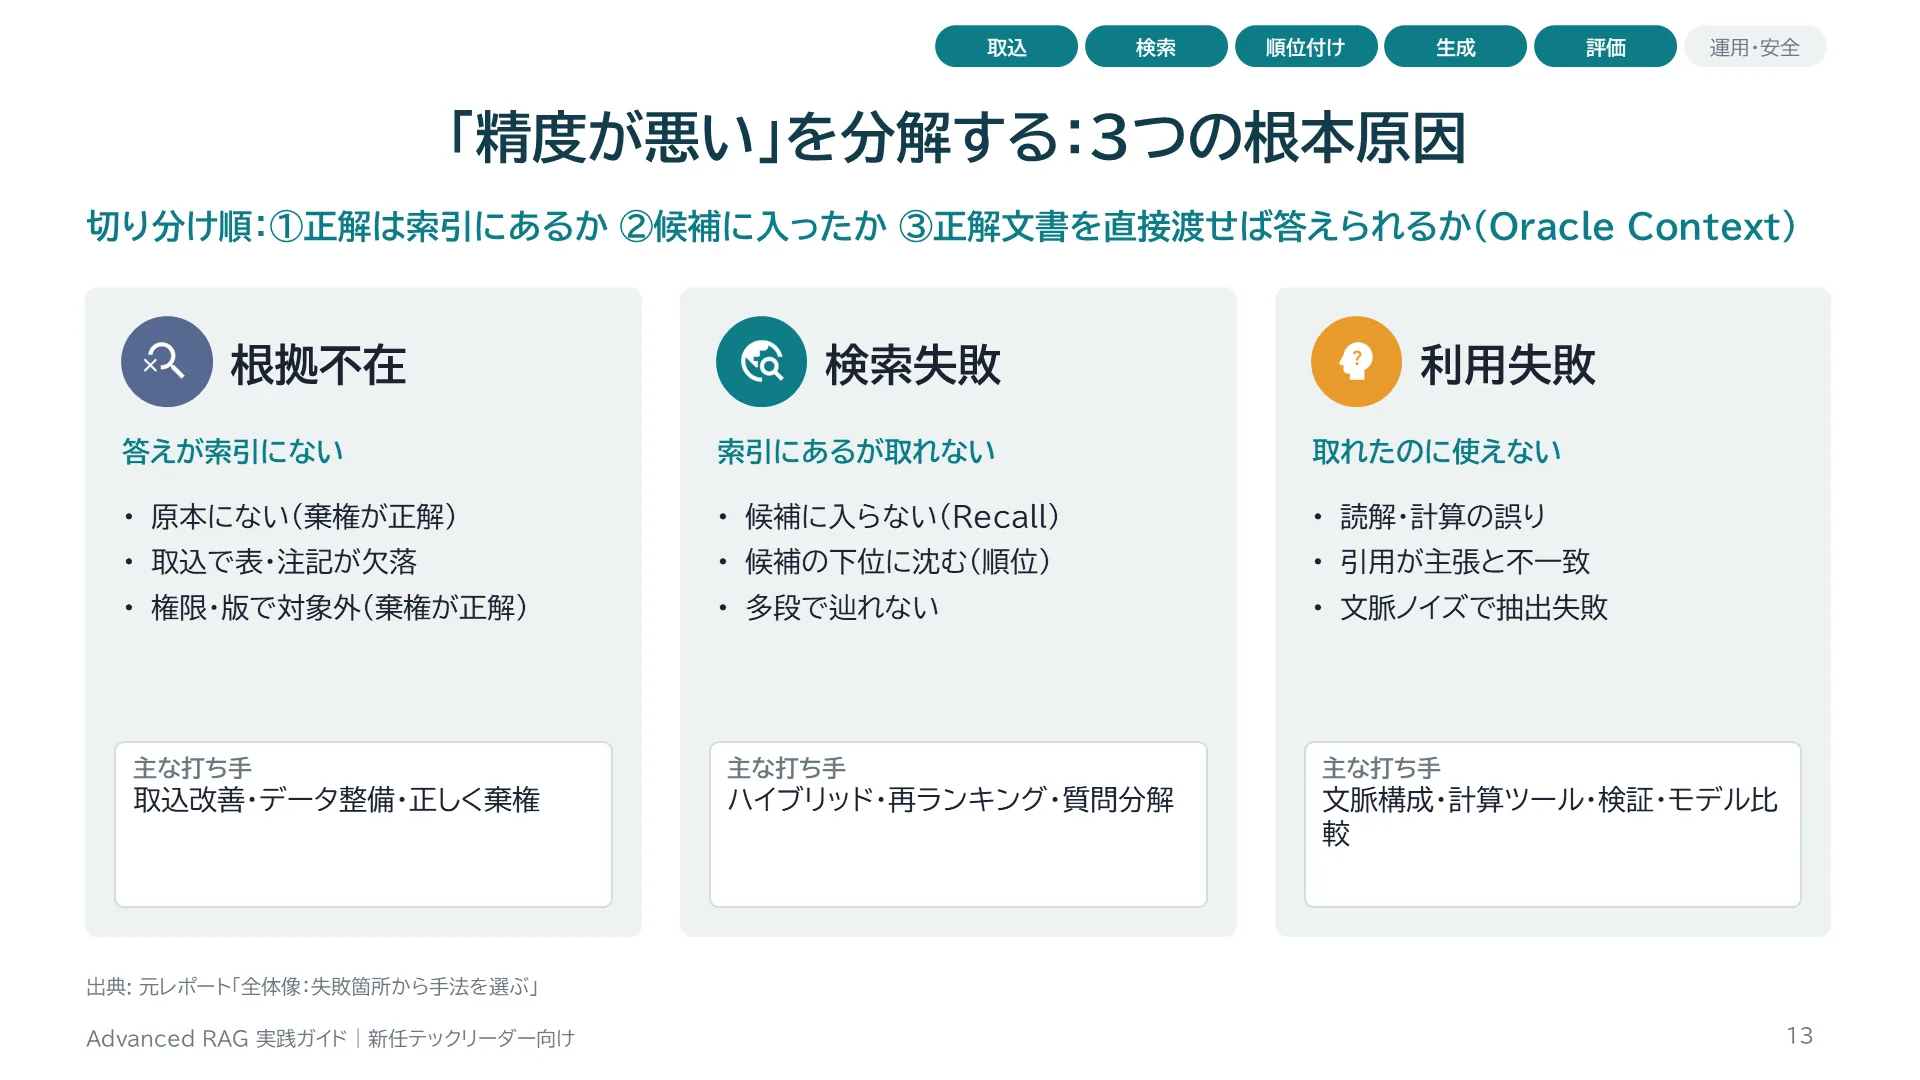 取込
検索
順位付け
生成
評価
運用・安全
「精度が悪い」を分解する：3つの根本原因
切り分け順：①正解は索引にあるか ②候補に入ったか ③正解文書を直接渡せば答えられるか（Oracle Context）
根拠不在
答えが索引にない
• 原本にない（棄権が正解）
• 取込で表・注記が欠落
• 権限・版で対象外（棄権が正解）
主な打ち手
取込改善・データ整備・正しく棄権
検索失敗
索引にあるが取れない
• 候補に入らない（Recall）
• 候補の下位に沈む（順位）
• 多段で辿れない
主な打ち手
ハイブリッド・再ランキング・質問分解
利用失敗
取れたのに使えない
• 読解・計算の誤り
• 引用が主張と不一致
• 文脈ノイズで抽出失敗
主な打ち手
文脈構成・計算ツール・検証・モデル比
較
出典: 元レポート「全体像：失敗箇所から手法を選ぶ」
Advanced RAG 実践ガイド｜新任テックリーダー向け
13